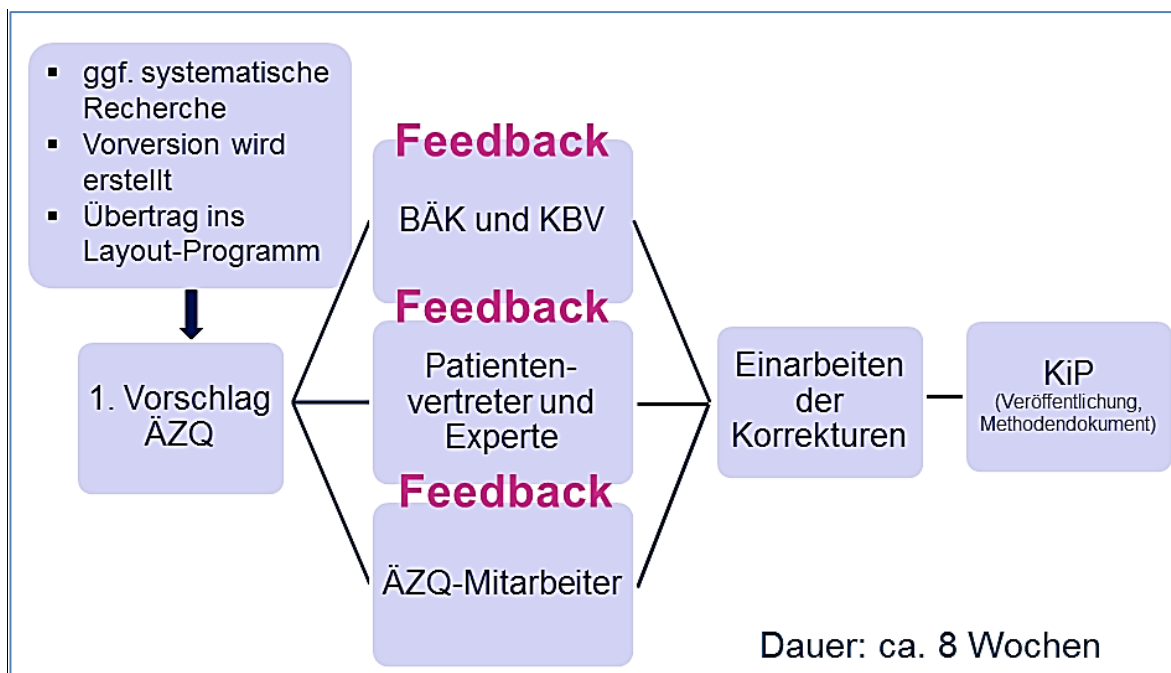 ▪ ggf. systematische
Recherche
▪ Vorversion wird
erstellt
▪ Übertrag ins
Layout-Programm
1. Vorschlag
ÄZQ
Feedback
BÄK und KBV
Feedback
Patienten-
vertreter und
Experte
Feedback
ÄZQ-Mitarbeiter
Einarbeiten
der
Korrekturen
KiP
(Veröffentlichung,
Methodendokument)
Dauer: ca. 8 Wochen